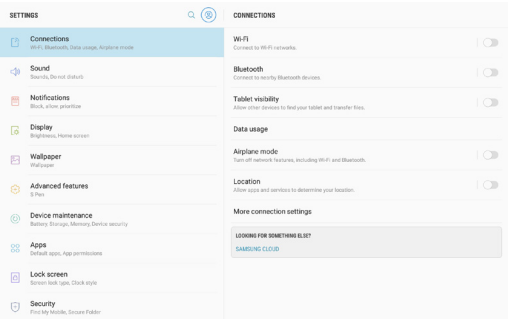 SETTINGS
Connections
Wi-Fi, Bluetooth, Data usage, Airplane mode
Sound
Sounds, Do not disturb
Notifications
Block, allow, prioritize
Display
Brightness, Home screen
Wallpaper
Wallpaper
Advanced features
S Pen
Device maintenance
Battery, Storage, Memory, Device security
Apps
Default apps, App permissions
Lock screen
Screen lock type, Clock style
Security
Find My Mobile, Secure Folder
CONNECTIONS
Wi-Fi
Connect to Wi-Fi networks.
Bluetooth
Connect to nearby Bluetooth devices.
Tablet visibility
Allow other devices to find your tablet and transfer files.
Data usage
Airplane mode
Turn off network features, including Wi-Fi and Bluetooth.
Location
Allow apps and services to determine your location.
More connection settings
LOOKING FOR SOMETHING ELSE?
SAMSUNG CLOUD